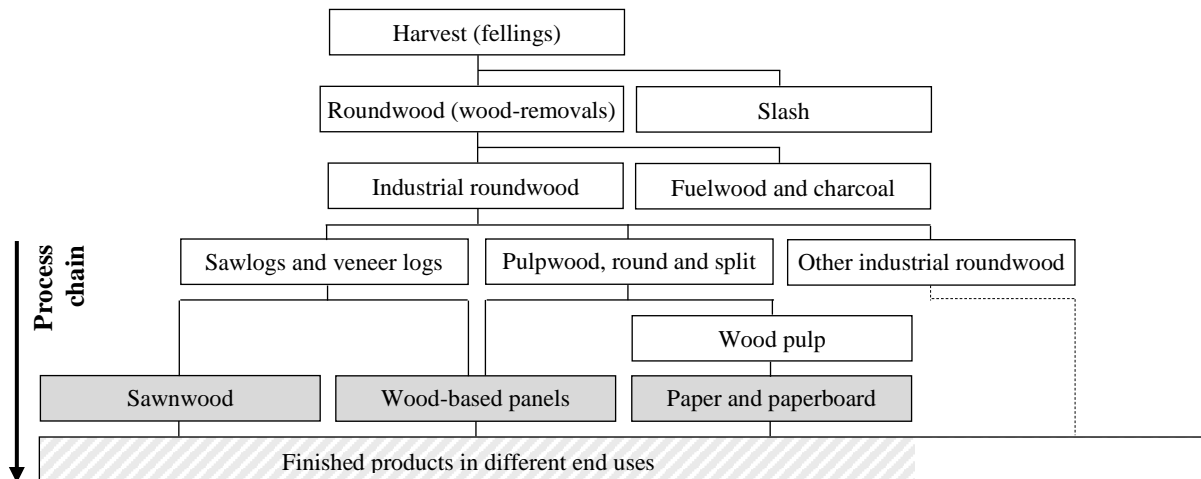 Harvest (fellings)
Roundwood (wood-removals)
Slash
Industrial roundwood
Fuelwood and charcoal
Process
chain
Sawlogs and veneer logs
Pulpwood, round and split
Other industrial roundwood
Wood pulp
Sawnwood
Wood-based panels
Paper and paperboard
Finished products in different end uses